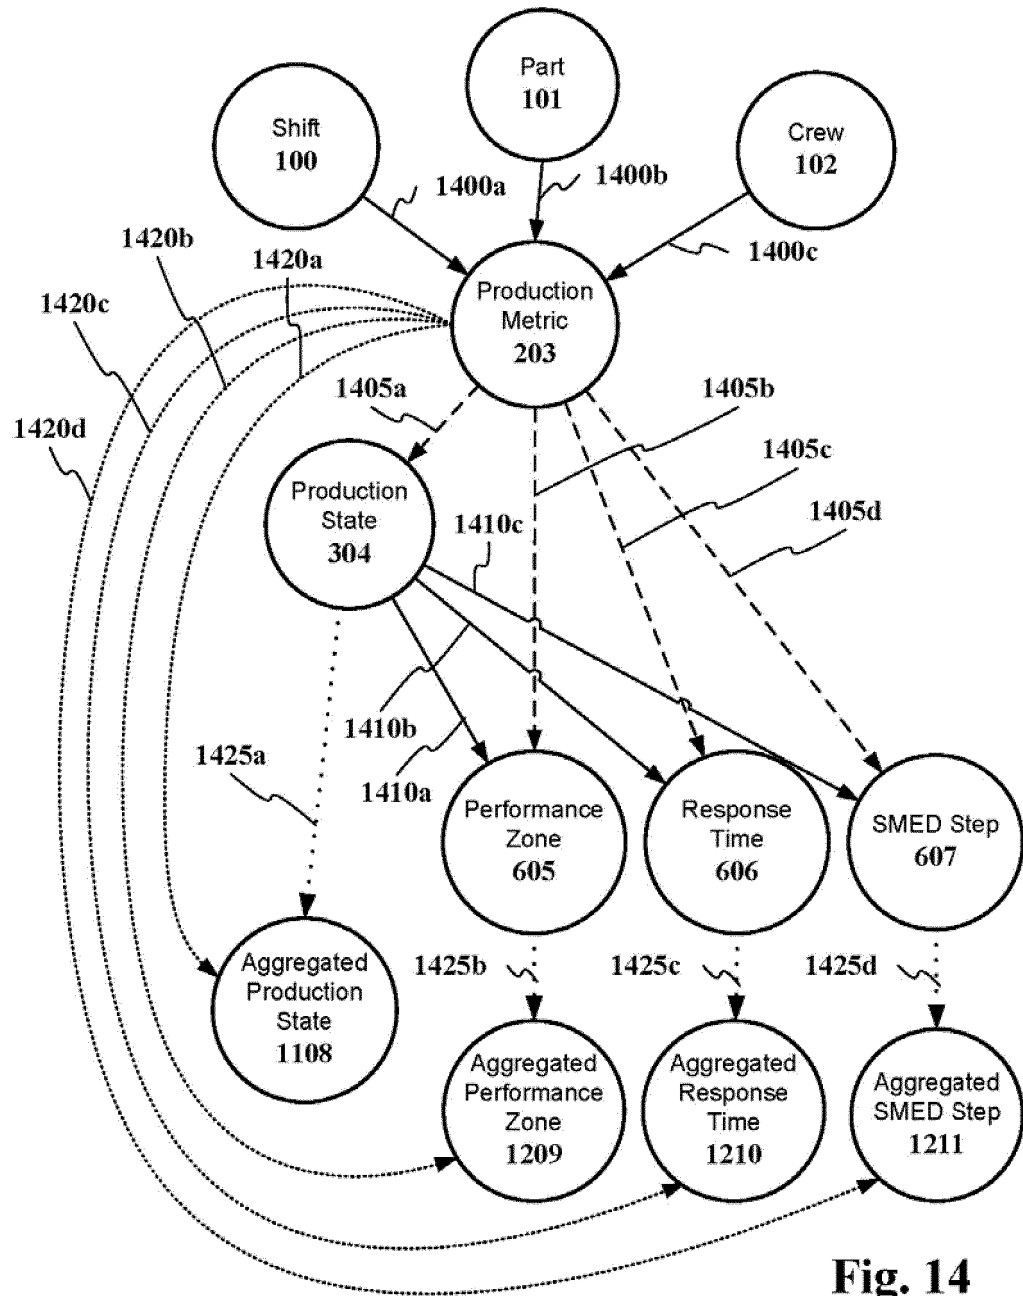 Part
101
Shift
100
Crew
102
1400a
1400b
1400c
1420b
1420a
1420c
1420d
Production
Metric
203
1405a
1405b
1405c
1405d
Production
State
304
1410c
1410b
1410a
1425a
Performance
Zone
605
Response
Time
606
SMED Step
607
1425b
1425c
1425d
Aggregated
Production
State
1108
Aggregated
Performance
Zone
1209
Aggregated
Response
Time
1210
Aggregated
SMED Step
1211
Fig. 14